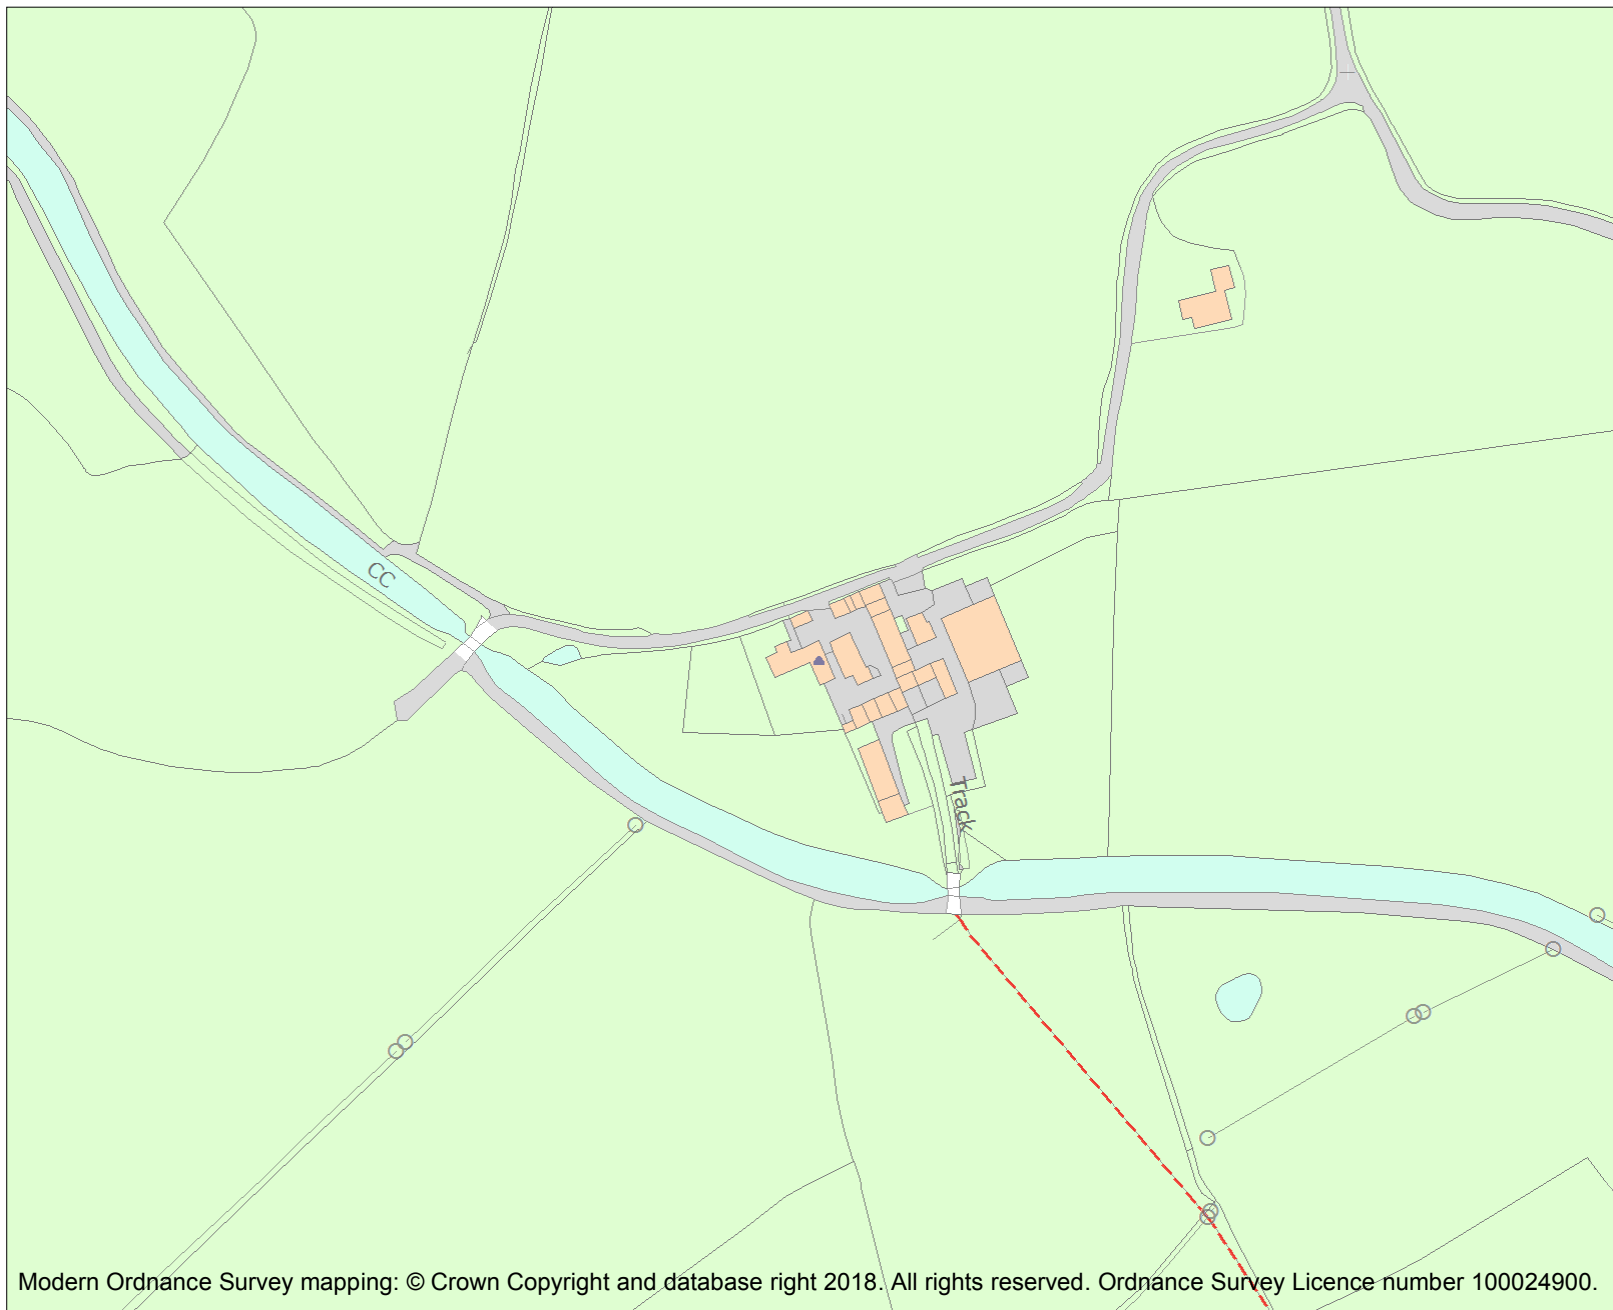 CC
Track
Modern Ordnance Survey mapping: © Crown Copyright and database right 2018. All rights reserved. Ordnance Survey Licence number 100024900.